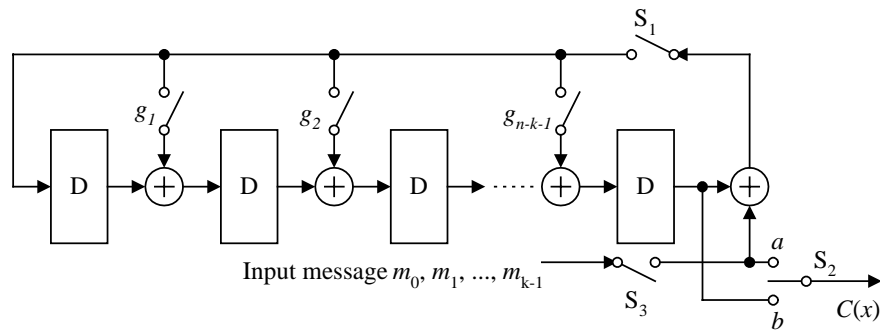 S1
g1
g2
gn-k-1
D
D
D
D
Input message m0, m1, ..., mk-1
S3
a
S2
b
C(x)